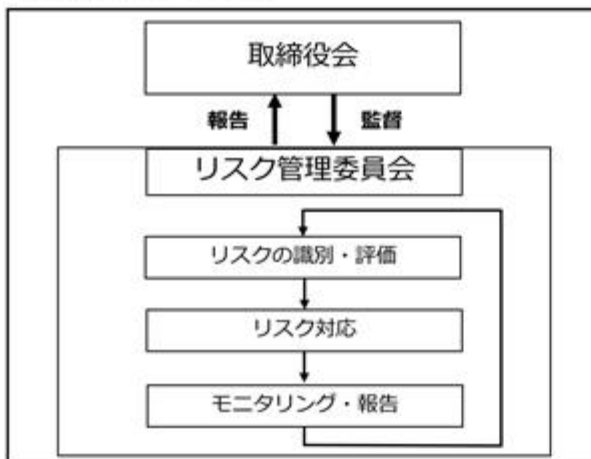 取締役会
報告 監督
リスク管理委員会
リスクの識別・評価
リスク対応
モニタリング・報告